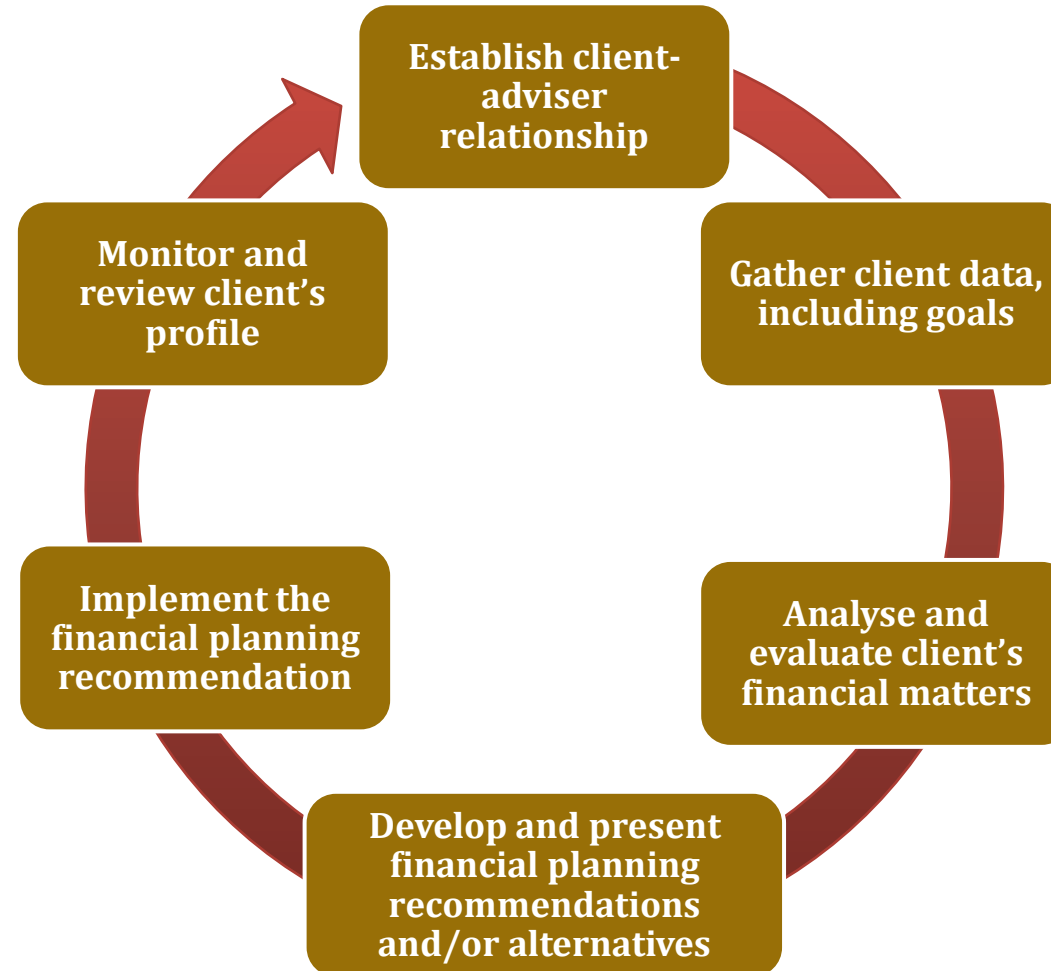 Establish client-
adviser
relationship
Gather client data,
including goals
Analyse and
evaluate client’s
financial matters
Develop and present
financial planning
recommendations
and/or alternatives
Implement the
financial planning
recommendation
Monitor and
review client’s
profile